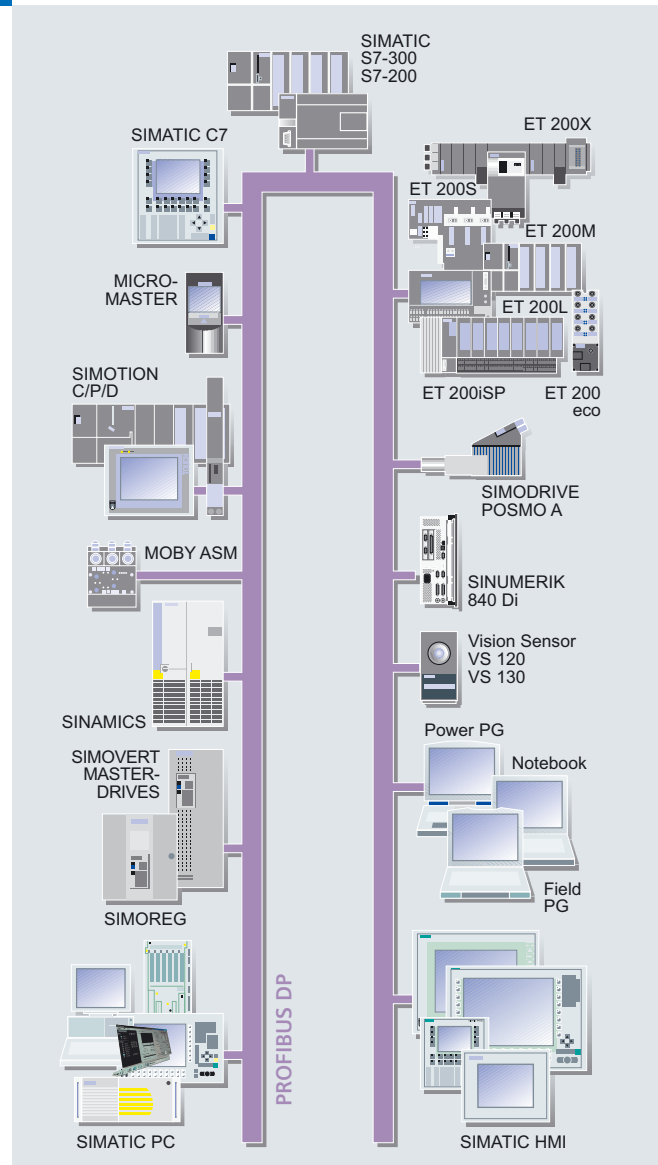 SIMATIC
S7-300
S7-200
SIMATIC C7
ET 200X
ET 200S
ET 200M
MICRO-
MASTER
ET 200L
SIMOTION
C/P/D
ET 200iSP
ET 200
eco
SIMODRIVE
POSMO A
MOBY ASM
SINUMERIK
840 Di
Vision Sensor
VS 120
VS 130
SINAMICS
Power PG
SIMOVERT
MASTER-
DRIVES
Notebook
Field
PG
SIMOREG
PROFIBUS DP
SIMATIC PC
SIMATIC HMI